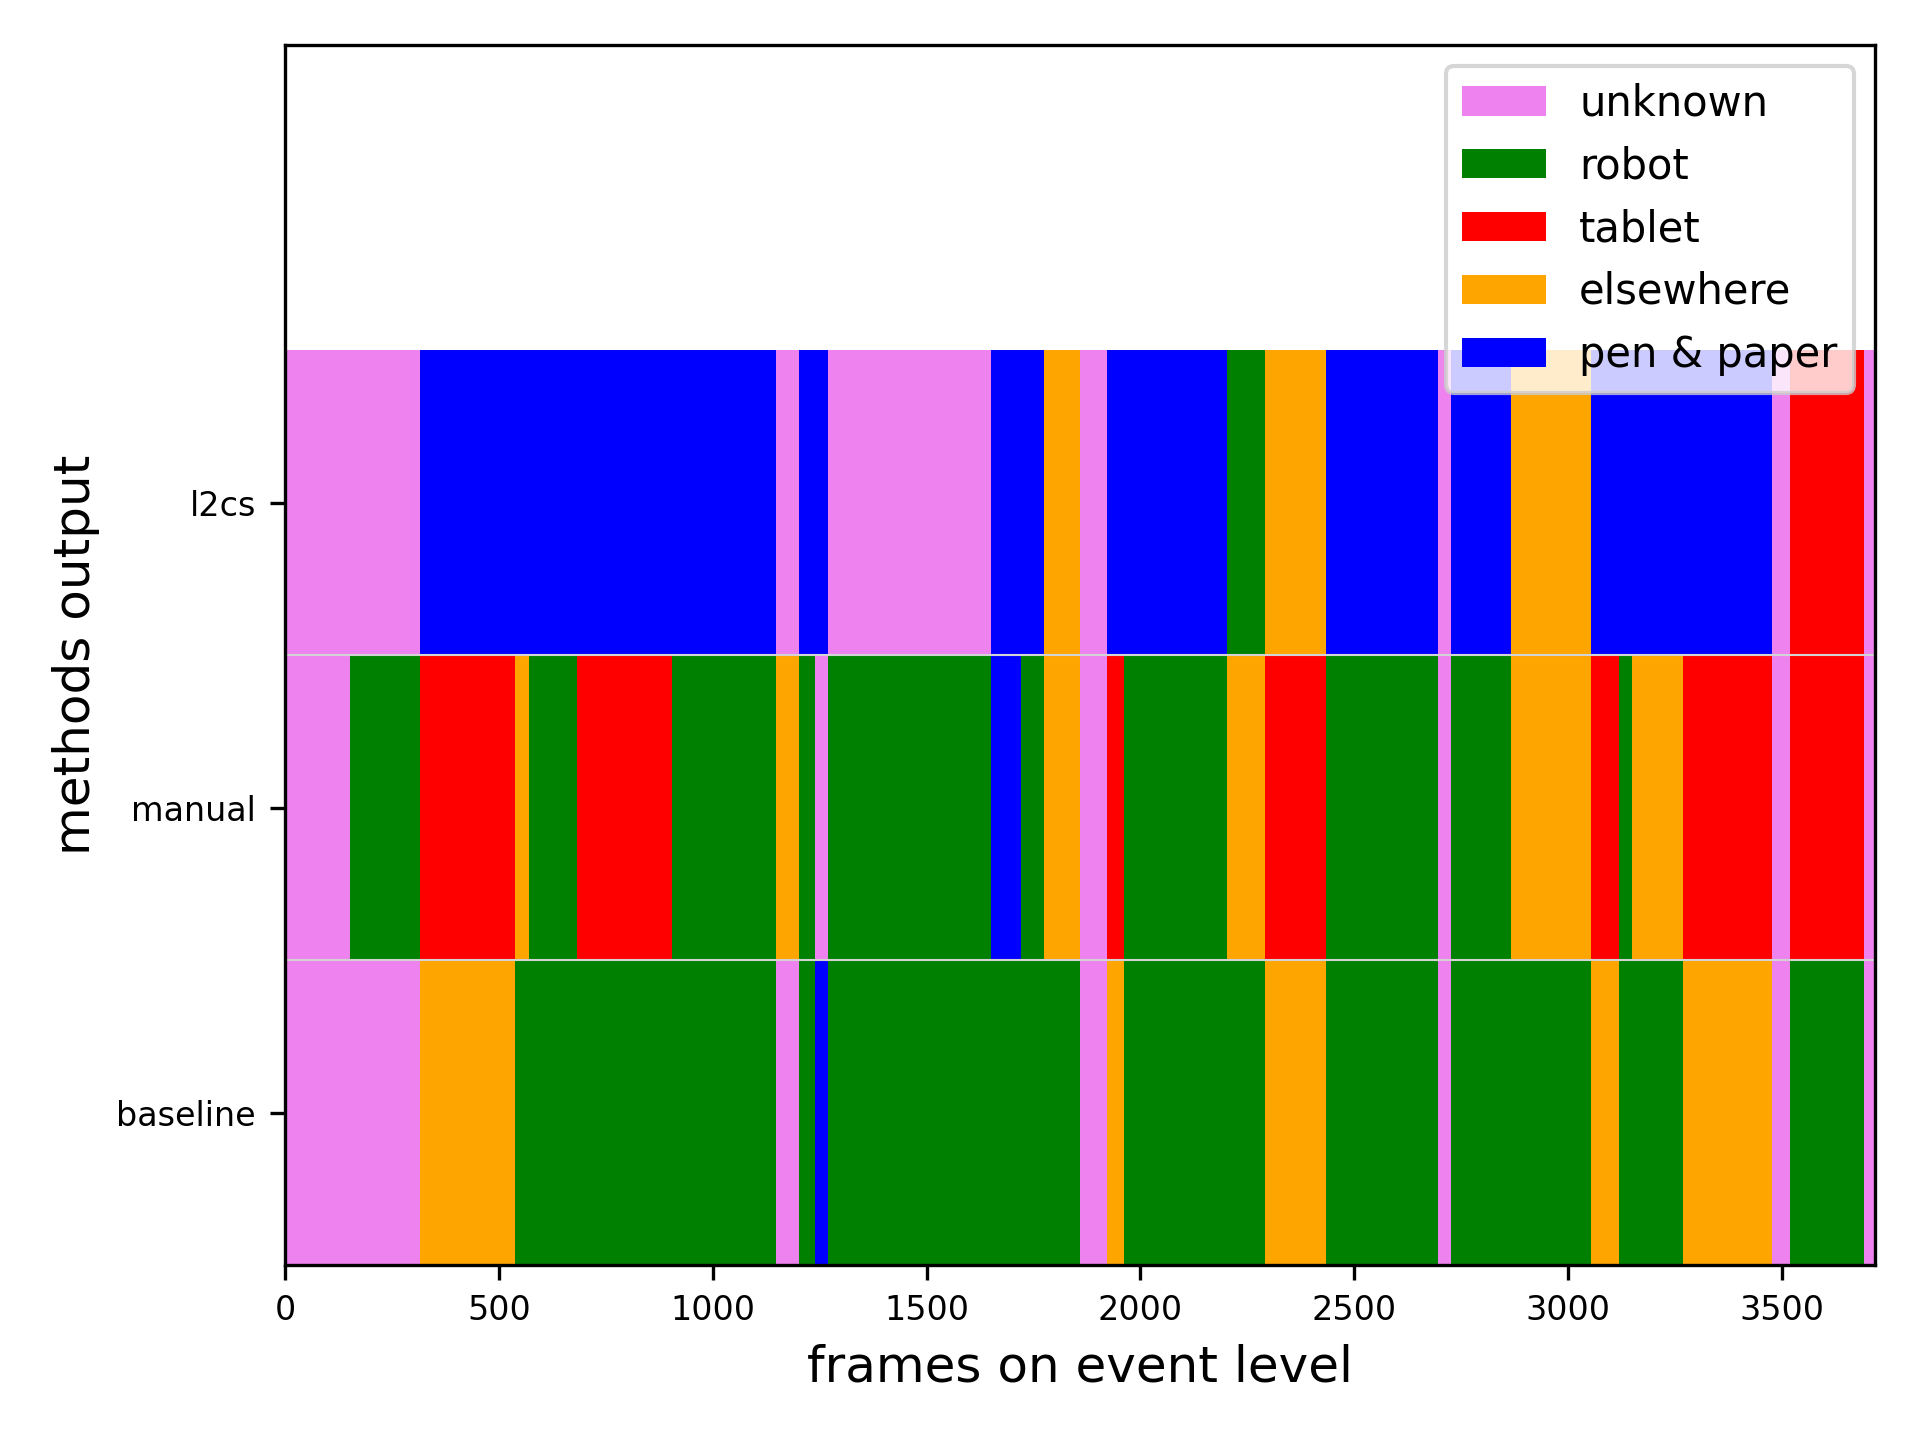 unknown
robot
tablet
elsewhere
pen & paper
methods output
l2cs
manual
baseline
0 500 1000 1500 2000 2500 3000 3500
frames on event level